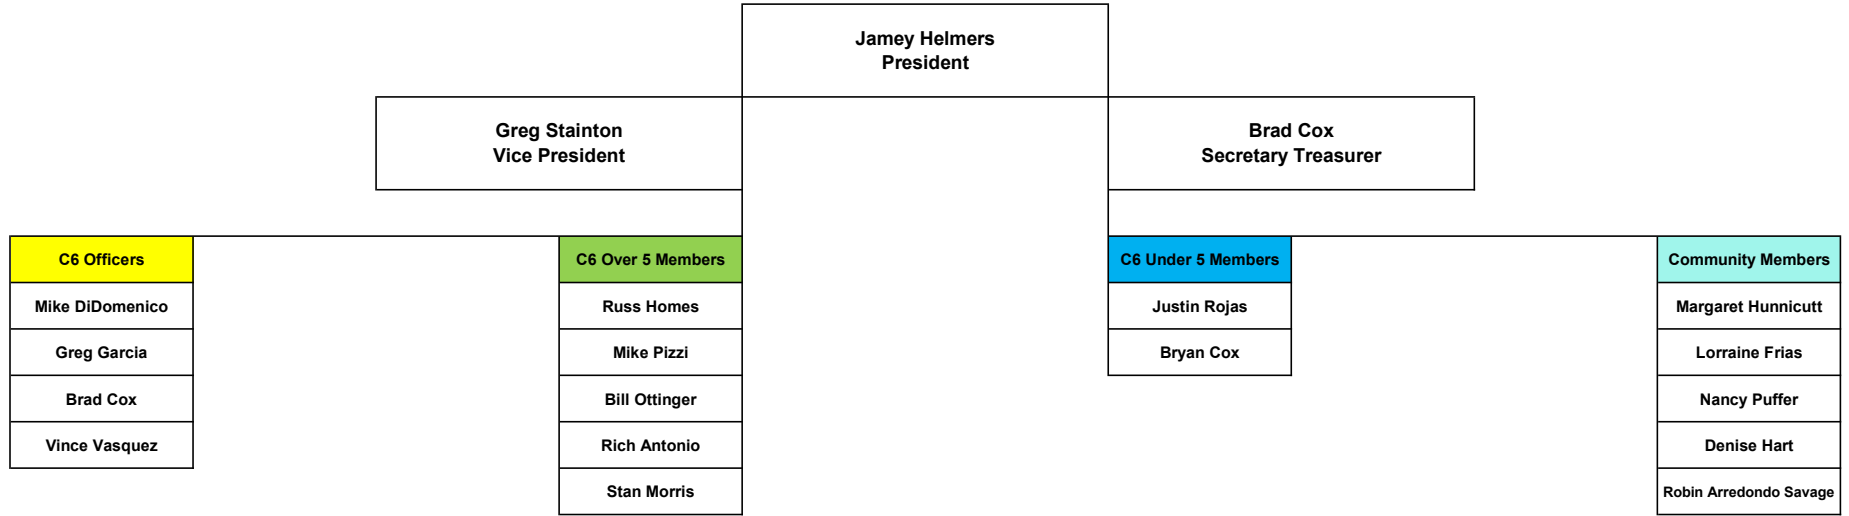 Jamey Helmers
President
Greg Stainton
Vice President
Brad Cox
Secretary Treasurer
C6 Officers
Mike DiDomenico
Greg Garcia
Brad Cox
Vince Vasquez
C6 Over 5 Members
Russ Homes
Mike Pizzi
Bill Ottinger
Rich Antonio
Stan Morris
C6 Under 5 Members
Justin Rojas
Bryan Cox
Community Members
Margaret Hunnicutt
Lorraine Frias
Nancy Puffer
Denise Hart
Robin Arredondo Savage